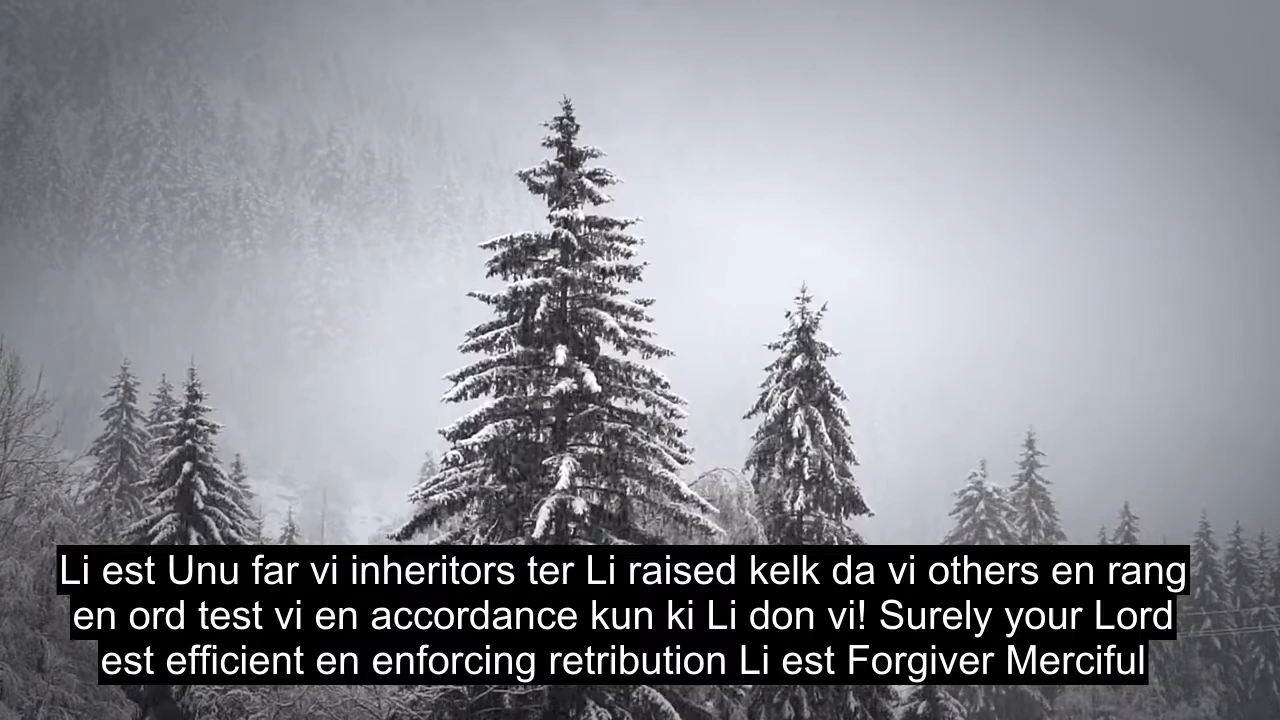 Li est Unu far vi inheritors ter Li raised kelk da vi others en rang
en ord test vi en accordance kun ki Li don vi! Surely your Lord
est efficient en enforcing retribution Li est Forgiver Merciful